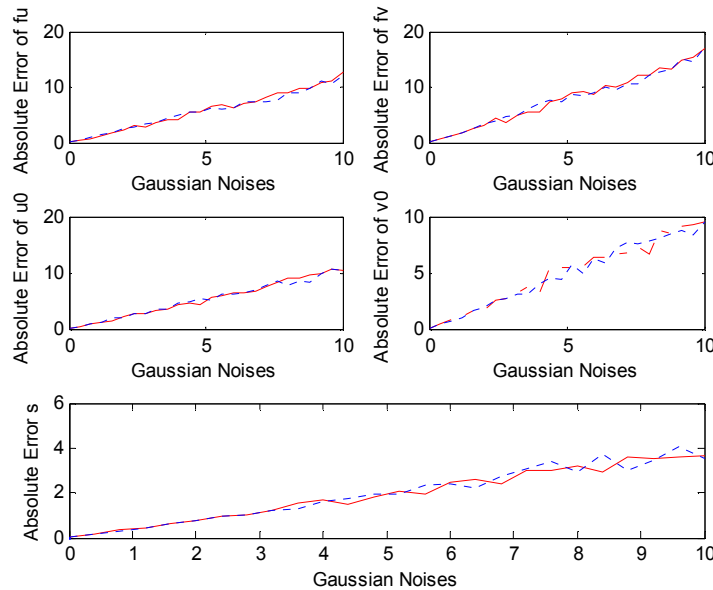 20
10
0
0
5
10
Absolute Error of fu
Gaussian Noises
20
10
0
0
5
10
Absolute Error of fv
Gaussian Noises
20
10
0
0
5
10
Absolute Error of u0
Gaussian Noises
10
5
0
0
5
10
Absolute Error of v0
Gaussian Noises
6
4
2
0
0 1 2 3 4 5 6 7 8 9 10
Absolute Error s
Gaussian Noises